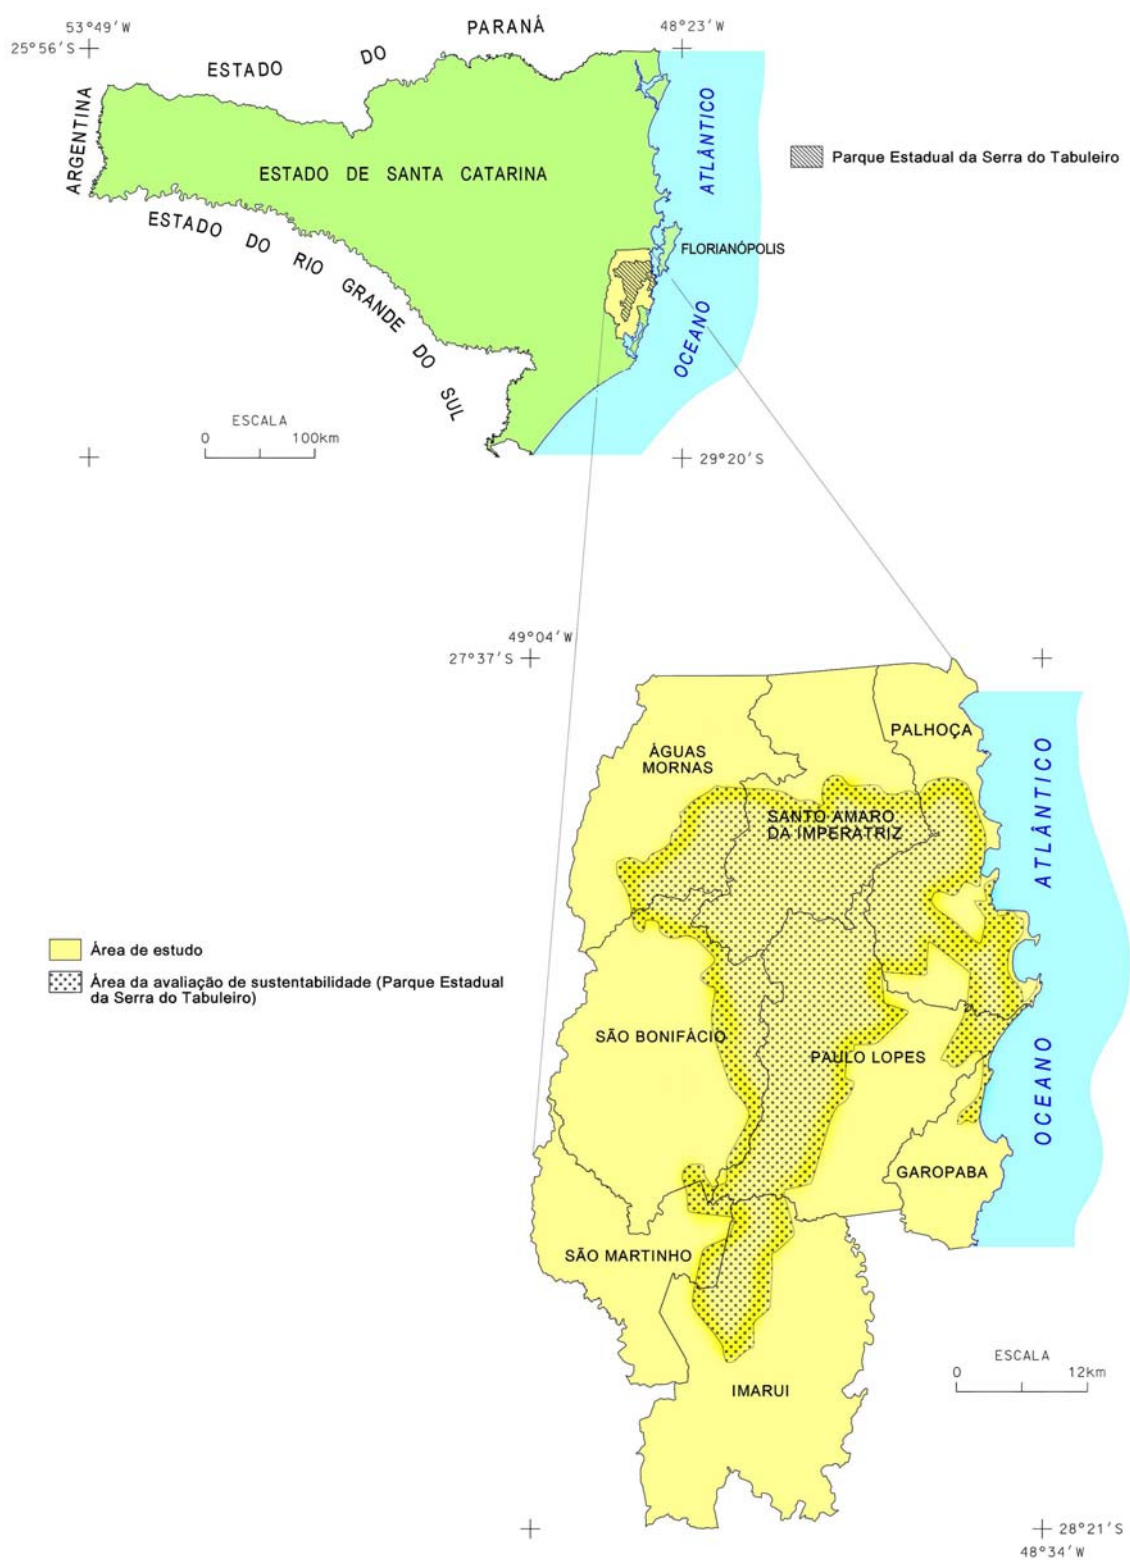 53°49'W
48°23'W
25°56'S
ESTADO DO PARANÁ
ARGENTINA
ATLÂNTICO
Parque Estadual da Serra do Tabuleiro
ESTADO DE SANTA CATARINA
ESTADO DO RIO GRANDE DO SUL
FLORIANÓPOLIS
OCEANO
ESCALA
0 100km
29°20'S
49°04'W
27°37'S
PALHOÇA
ÁGUAS
MORNAS
ATLÂNTICO
SANTO AMARO
DA IMPERATRIZ
Área de estudo
Área da avaliação de sustentabilidade (Parque Estadual
da Serra do Tabuleiro)
SÃO BONIFÁCIO
PAULO LOPES
OCEANO
GAROPABA
SÃO MARTINHO
ESCALA
0 12km
IMARUI
28°21'S
48°34'W